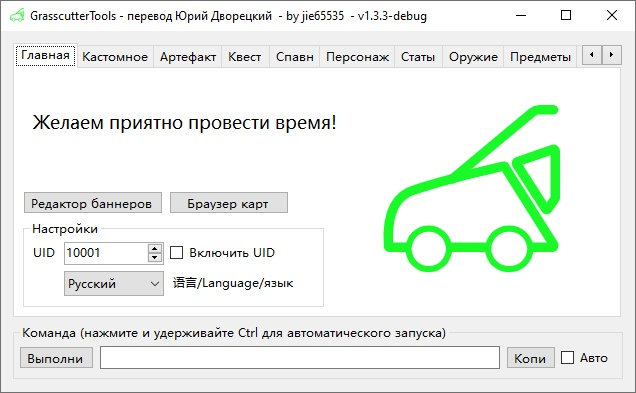 GrasscutterTools - перевод Юрий Дворецкий - by jie65535 - v1.3.3-debug
Главная Кастомное Артефакт Квест Спавн Персонаж Статы Оружие Предметы
Желаем приятно провести время!
Редактор баннеров Браузер карт
Настройки
UID 10001 Включить UID
Русский 语言/Language/язык
Команда (нажмите и удерживайте Ctrl для автоматического запуска)
Выполни Копи Авто